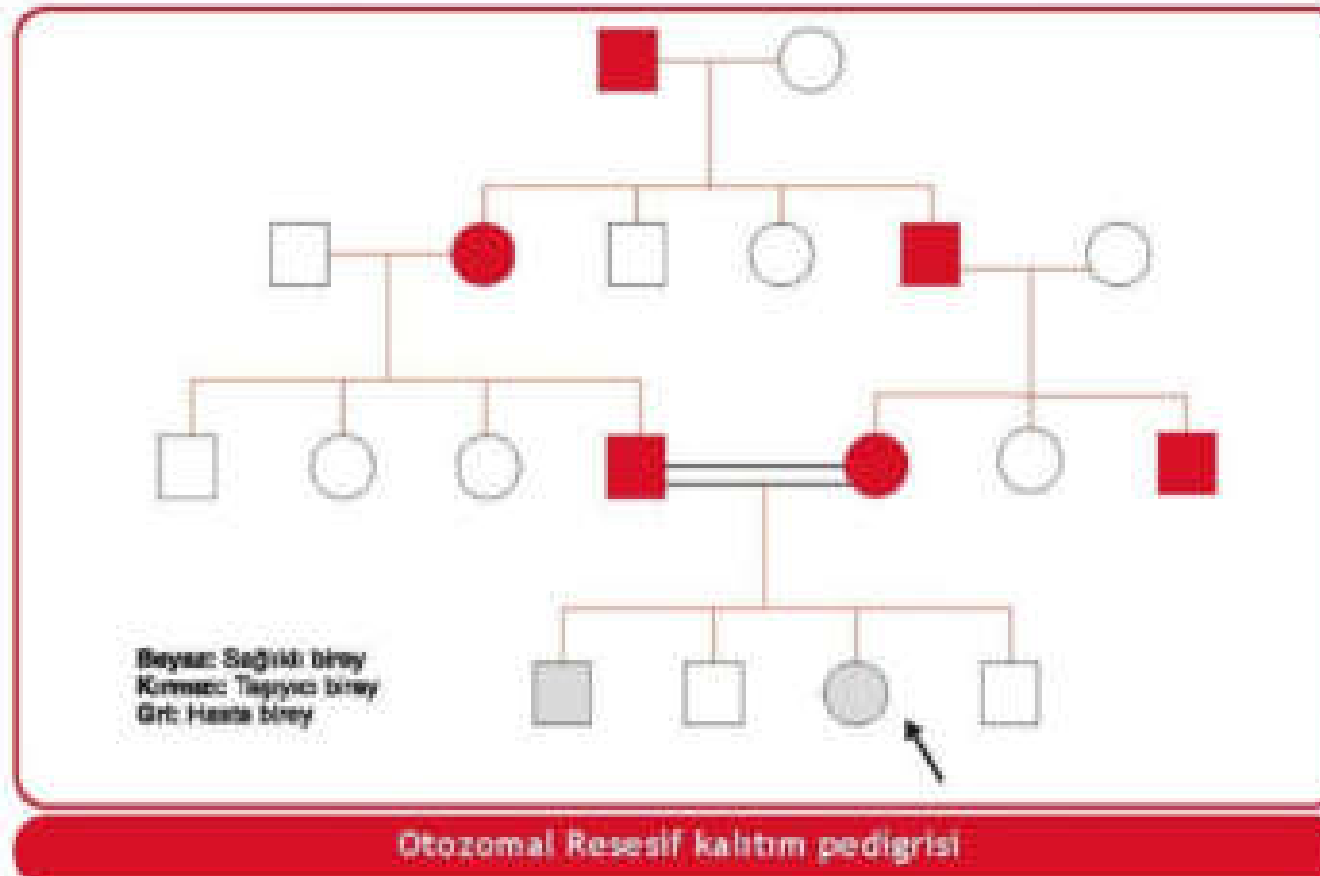 Beyaz: Sağlıklı birey
Kırmızı: Taşıyıcı birey
Gri: Hasta birey
Otozomal Resesif kalıtım pedigrisi